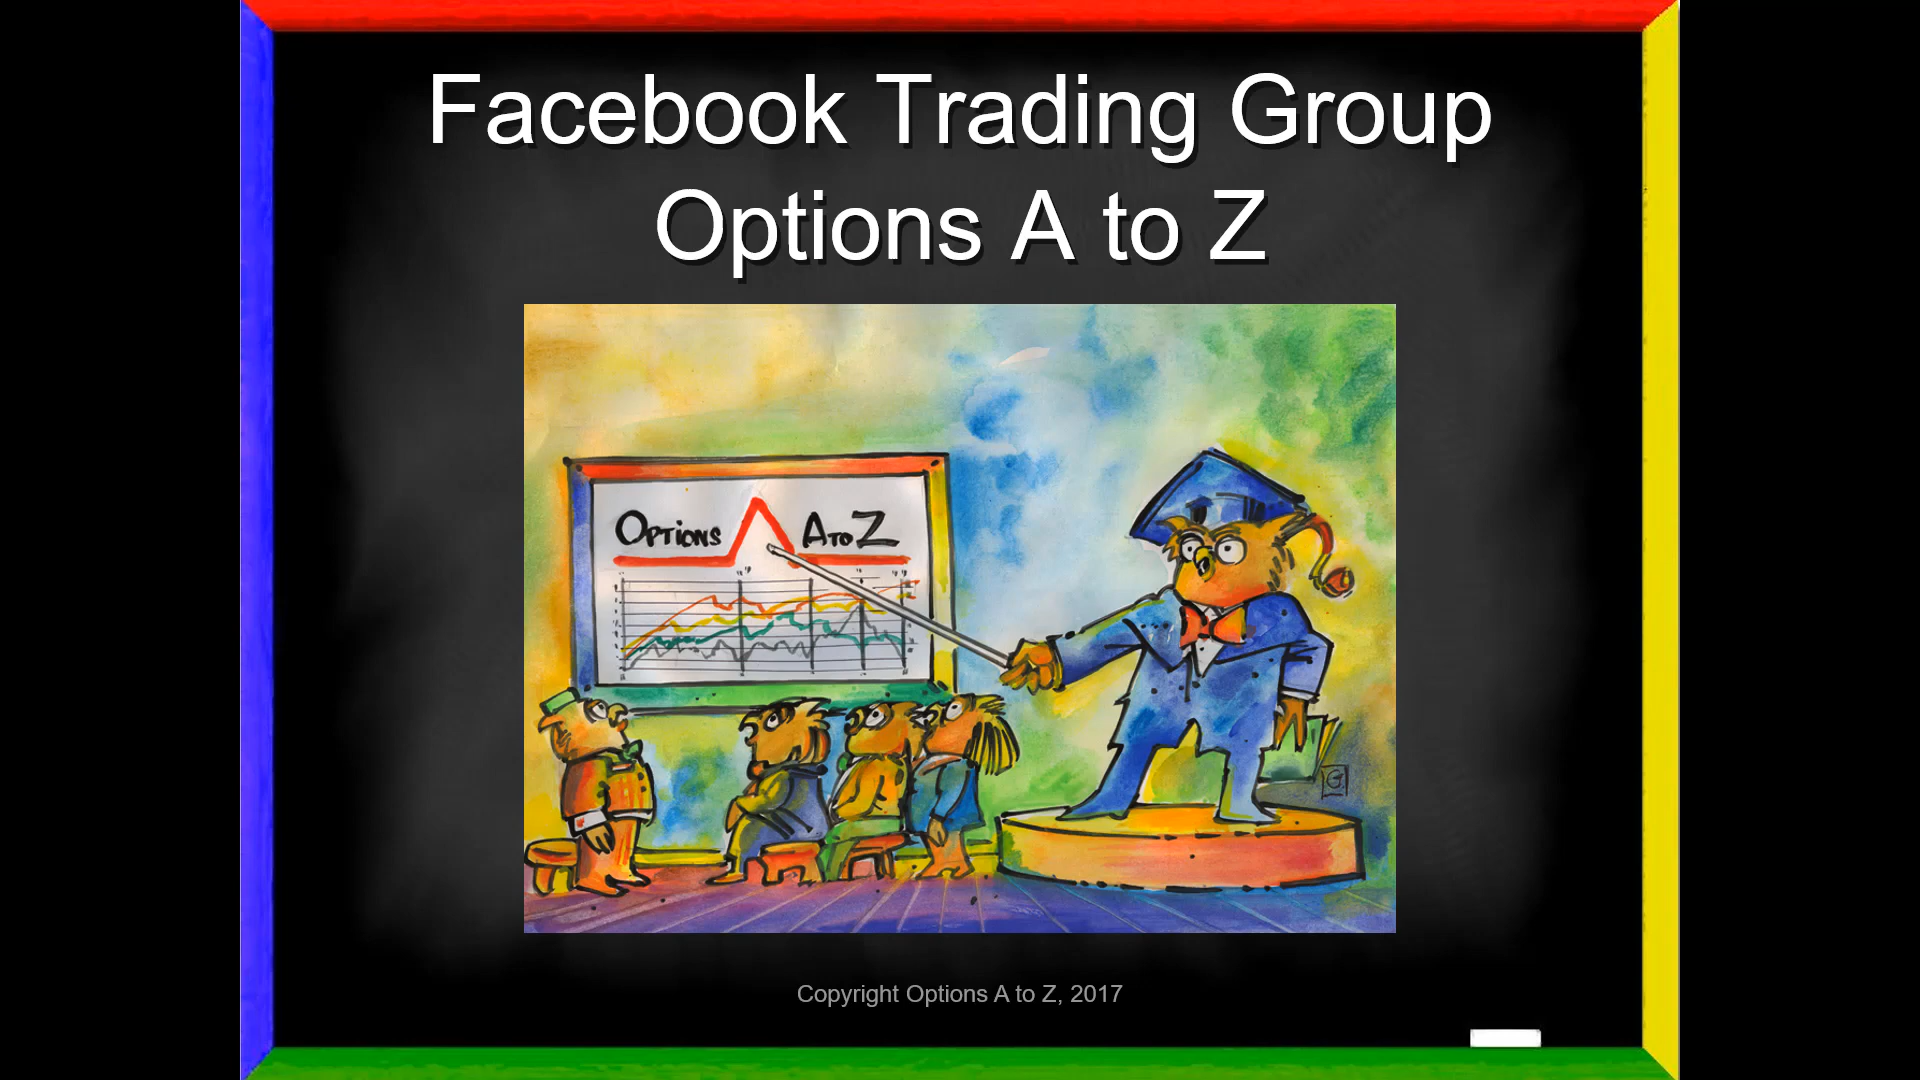 Facebook Trading Group
Options A to Z
OPTiONS A TO Z
Copyright Options A to Z, 2017